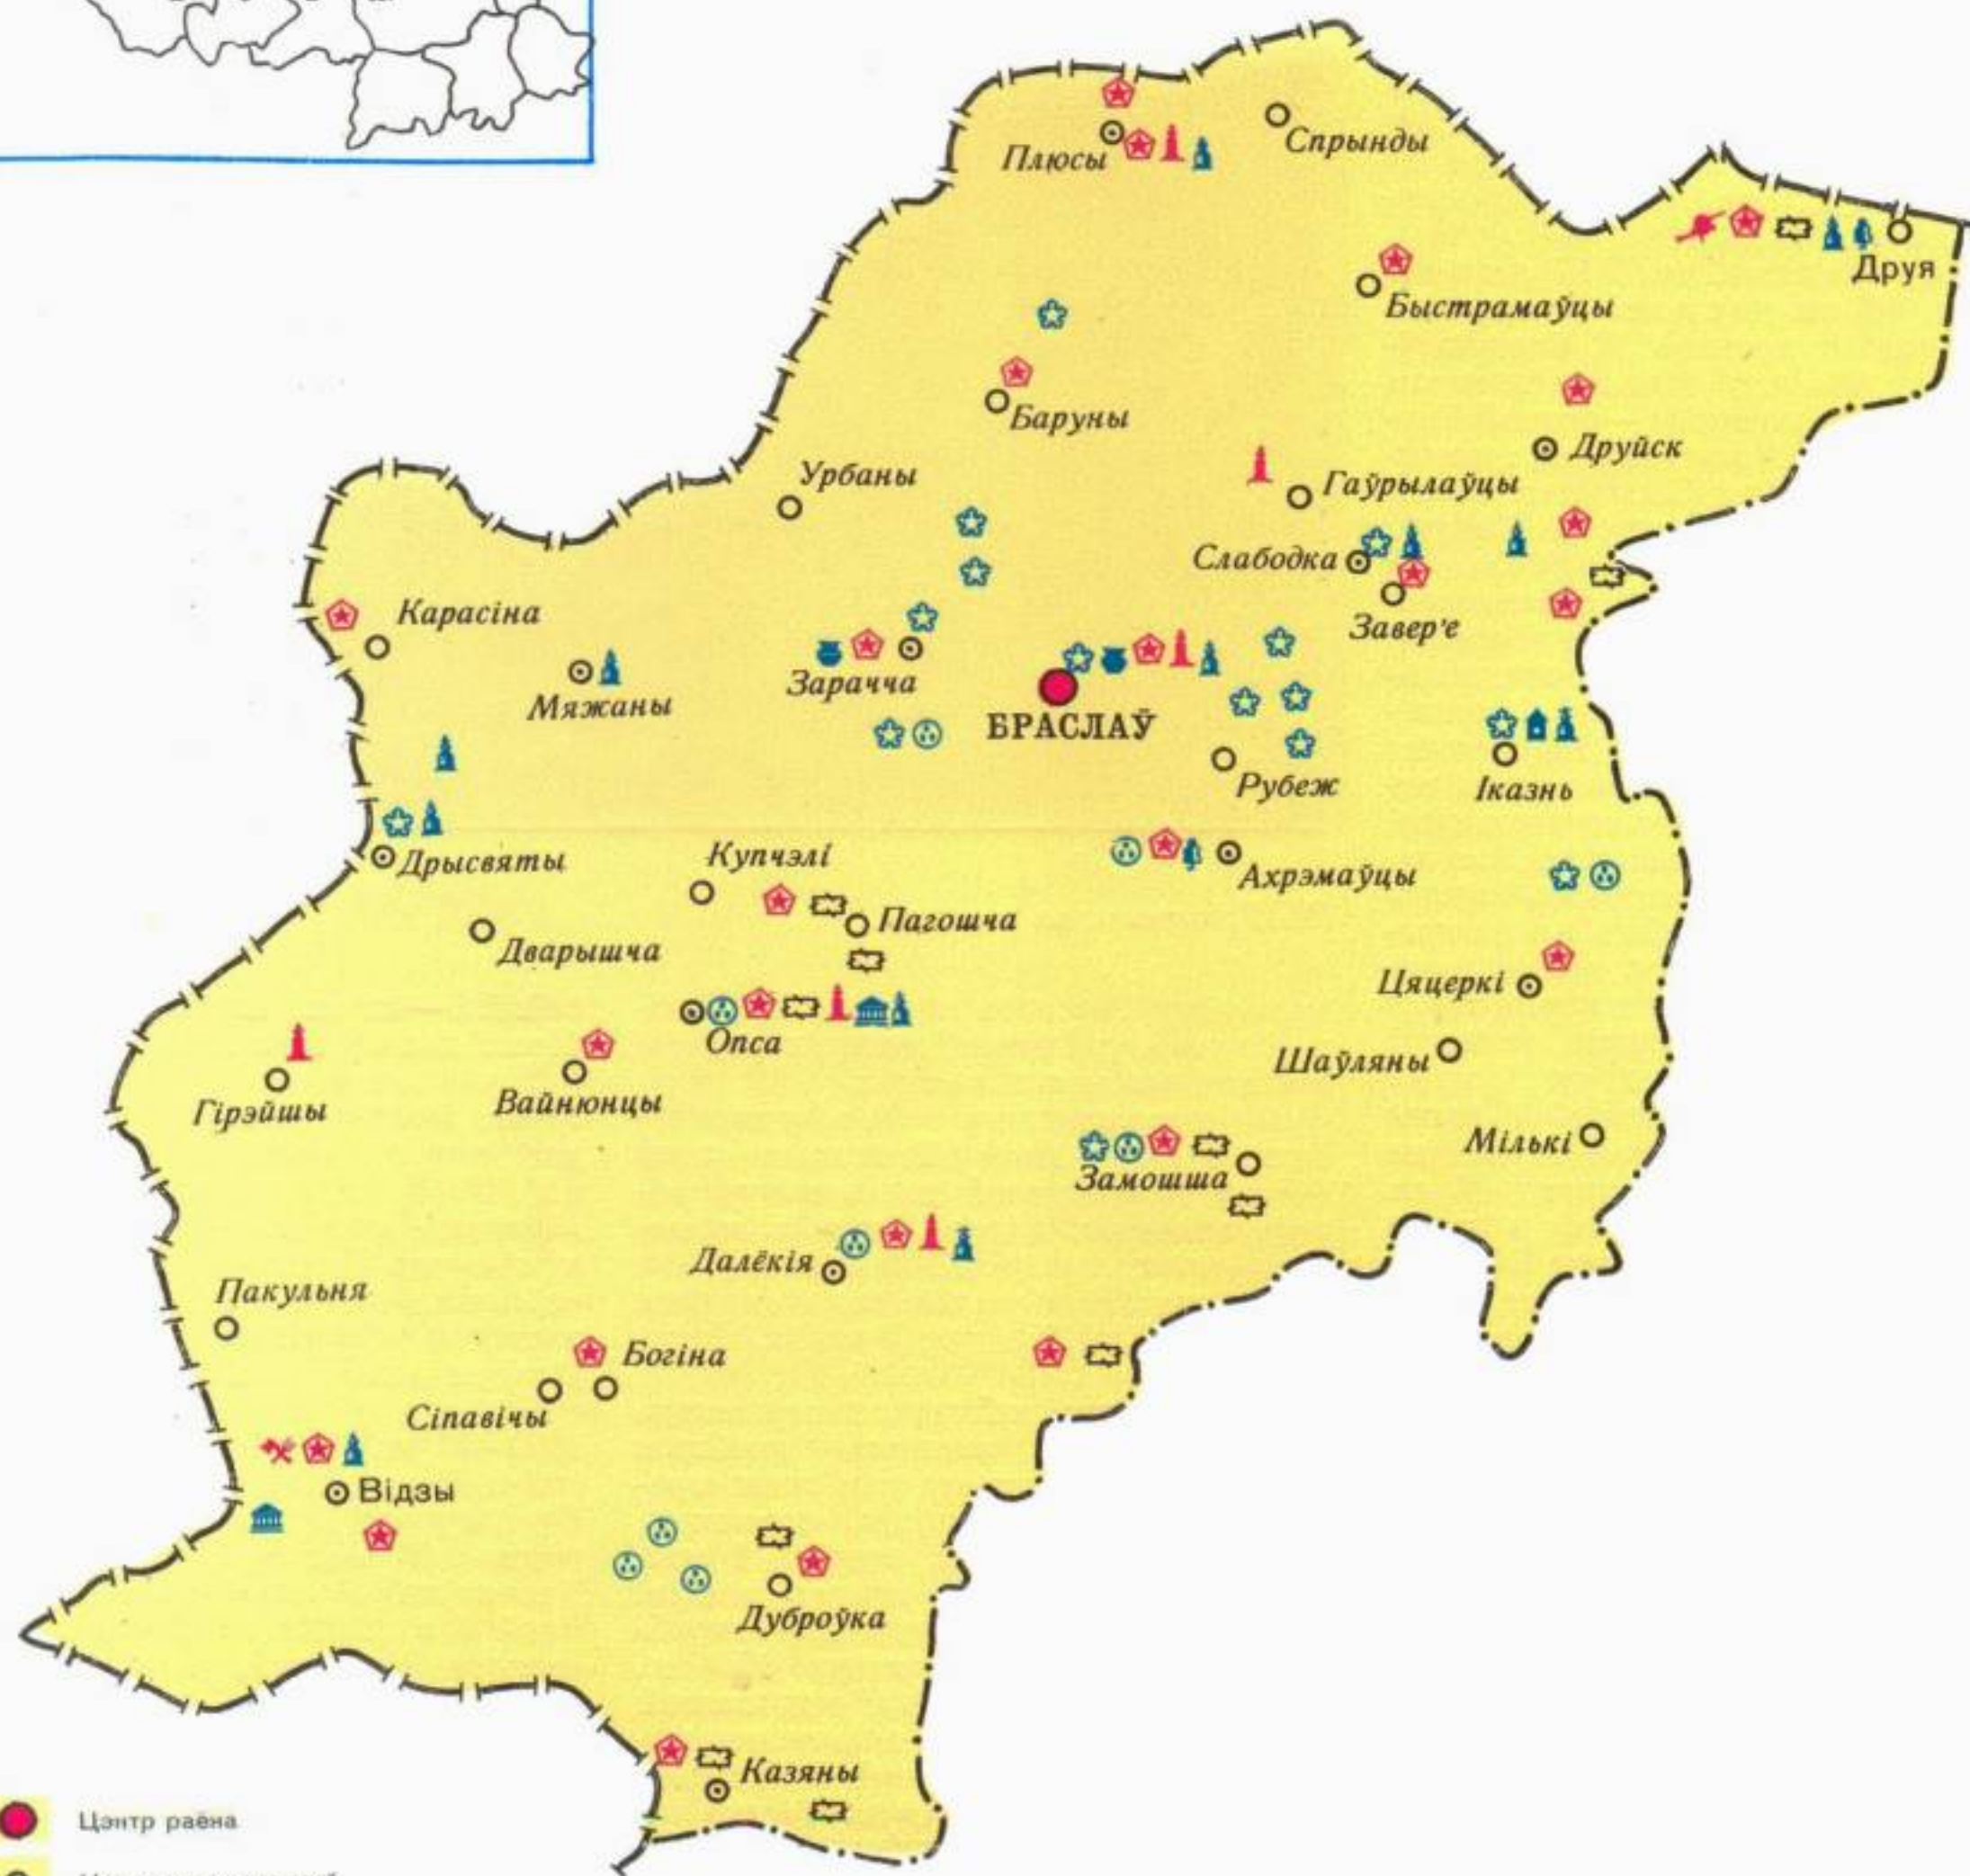 Плюсы
Спрынды
Друя
Быстрамаўцы
Баруны
Друйск
Урбаны
Гаўрылаўцы
Слабодка
Карасіна
Завер'е
Зарачча
Мяжаны
БРАСЛАЎ
Рубеж
Іказнь
Дрысвяты
Купчэлі
Ахрэмаўцы
Пагошча
Дварышча
Цяцеркі
Опса
Шаўляны
Вайнюнцы
Гірэйшы
Мількі
Замошша
Далёкія
Пакульня
Богіна
Сіпавічы
Відзы
Дуброўка
Казяны
Цэнтр раёна